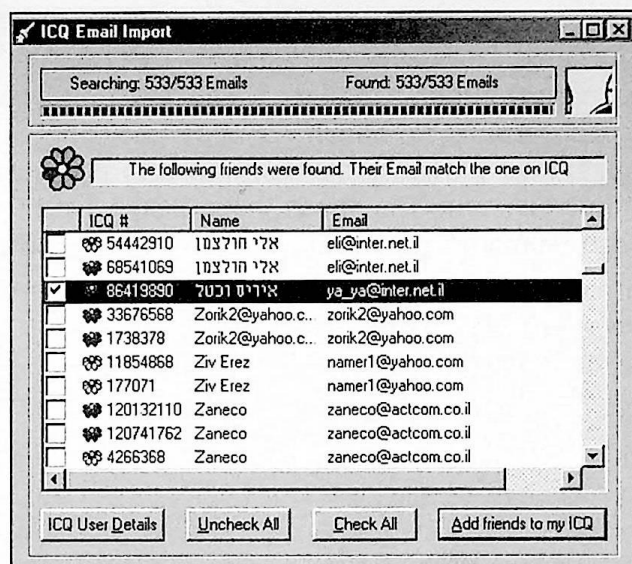 ICQ Email Import
Searching: 533/533 Emails Found: 533/533 Emails
The following friends were found. Their Email match the one on ICQ
ICQ # Name Email
54442910 אלי חולצמן eli@inter.net.il
68541069 אלי חולצמן eli@inter.net.il
86419890 איריס וכטל ya_ya@inter.net.il
33676568 Zorik2@yahoo.c... zorik2@yahoo.com
1738378 Zorik2@yahoo.c... zorik2@yahoo.com
11854868 Ziv Erez namer1@yahoo.com
177071 Ziv Erez namer1@yahoo.com
120132110 Zaneco zaneco@actcom.co.il
120741762 Zaneco zaneco@actcom.co.il
4266368 Zaneco zaneco@actcom.co.il
ICQ User Details Uncheck All Check All Add friends to my ICQ